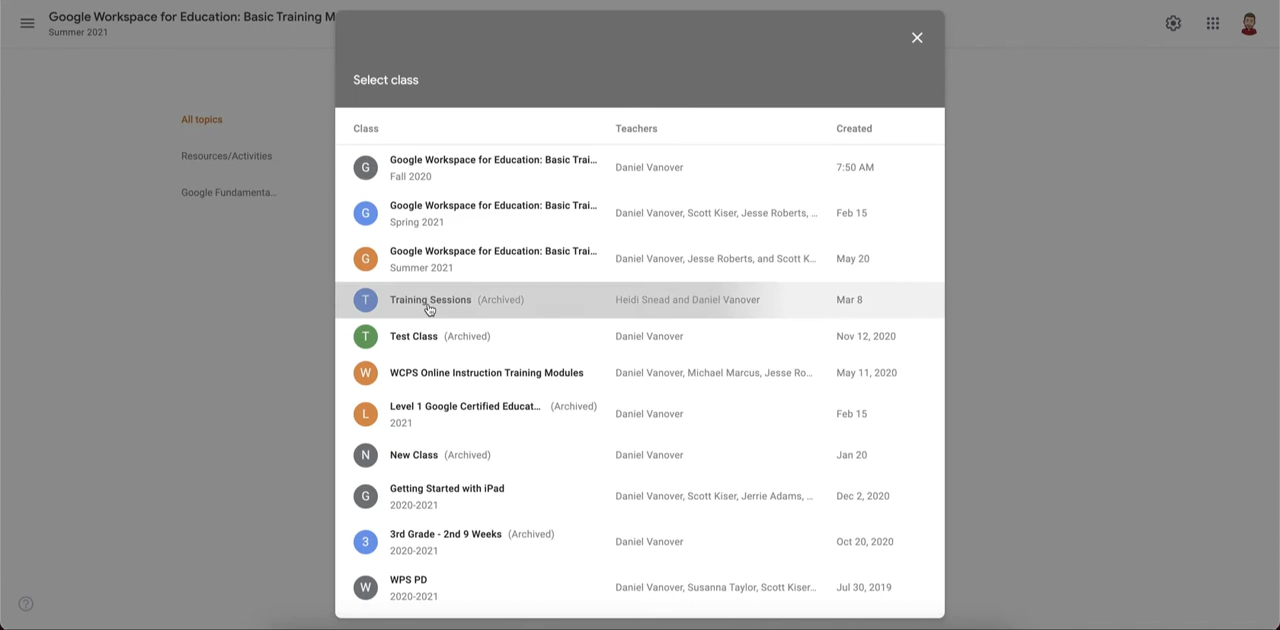 Google Workspace for Education: Basic Training M
Summer 2021
Select class
All topics
Resources/Activities
Google Fundamenta...
Class Teachers Created
G Google Workspace for Education: Basic Trai... Daniel Vanover 7:50 AM
Fall 2020
G Google Workspace for Education: Basic Trai... Daniel Vanover, Scott Kiser, Jesse Roberts, ... Feb 15
Spring 2021
G Google Workspace for Education: Basic Trai... Daniel Vanover, Jesse Roberts, and Scott K... May 20
Summer 2021
T Training Sessions (Archived) Heidi Snead and Daniel Vanover Mar 8
T Test Class (Archived) Daniel Vanover Nov 12, 2020
W WCPS Online Instruction Training Modules Daniel Vanover, Michael Marcus, Jesse Ro... May 11, 2020
L Level 1 Google Certified Educat... (Archived) Daniel Vanover Feb 15
2021
N New Class (Archived) Daniel Vanover Jan 20
G Getting Started with iPad Daniel Vanover, Scott Kiser, Jerrie Adams, ... Dec 2, 2020
2020-2021
3 3rd Grade - 2nd 9 Weeks (Archived) Daniel Vanover Oct 20, 2020
2020-2021
W WPS PD Daniel Vanover, Susanna Taylor, Scott Kiser... Jul 30, 2019
2020-2021